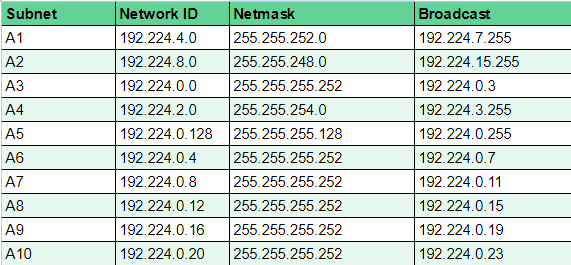 Subnet Network ID Netmask Broadcast
A1 192.224.4.0 255.255.252.0 192.224.7.255
A2 192.224.8.0 255.255.248.0 192.224.15.255
A3 192.224.0.0 255.255.255.252 192.224.0.3
A4 192.224.2.0 255.255.254.0 192.224.3.255
A5 192.224.0.128 255.255.255.128 192.224.0.255
A6 192.224.0.4 255.255.255.252 192.224.0.7
A7 192.224.0.8 255.255.255.252 192.224.0.11
A8 192.224.0.12 255.255.255.252 192.224.0.15
A9 192.224.0.16 255.255.255.252 192.224.0.19
A10 192.224.0.20 255.255.255.252 192.224.0.23